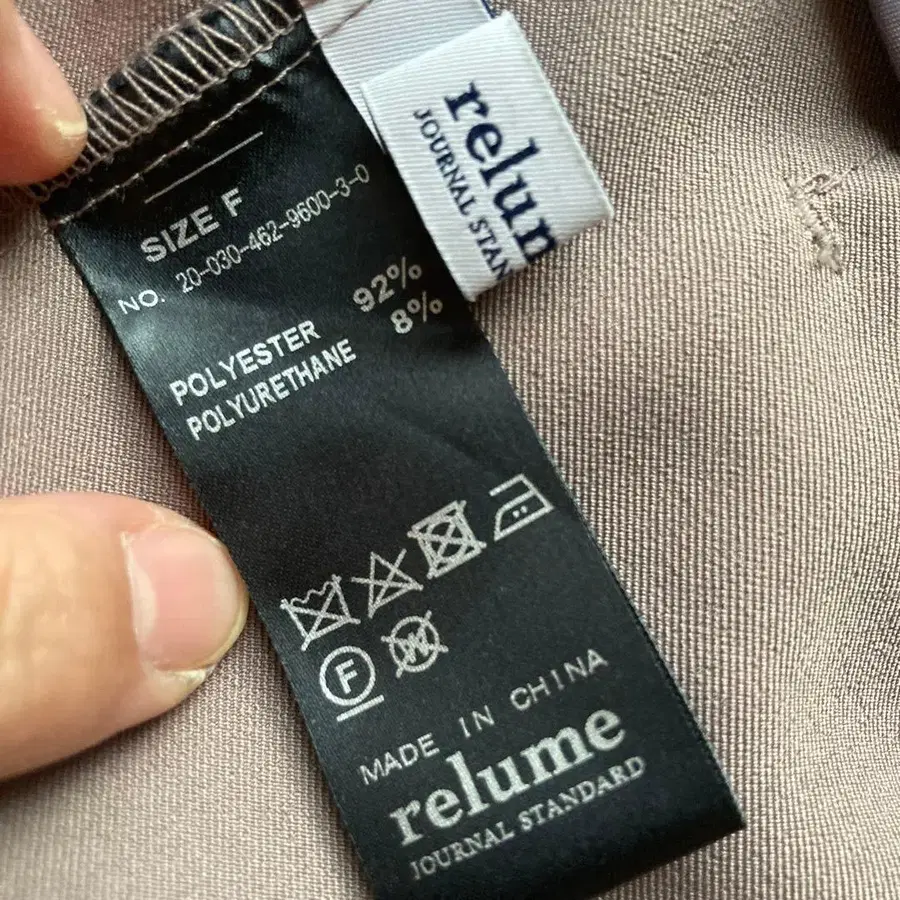 SIZE F
NO. 20-030-462-9600-3-0
POLYESTER 92%
POLYURETHANE 8%
F
W
MADE IN CHINA
relume
JOURNAL STANDARD
relum
JOURNAL STAN